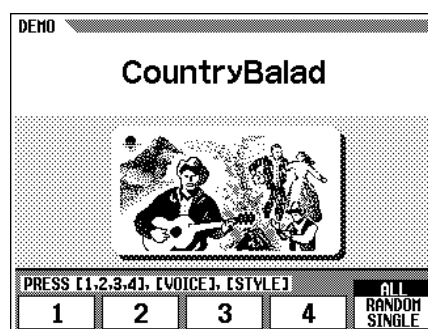 DEMO
CountryBalad
PRESS [1,2,3,4], [VOICE], [STYLE]
1 2 3 4
ALL
RANDOM
SINGLE